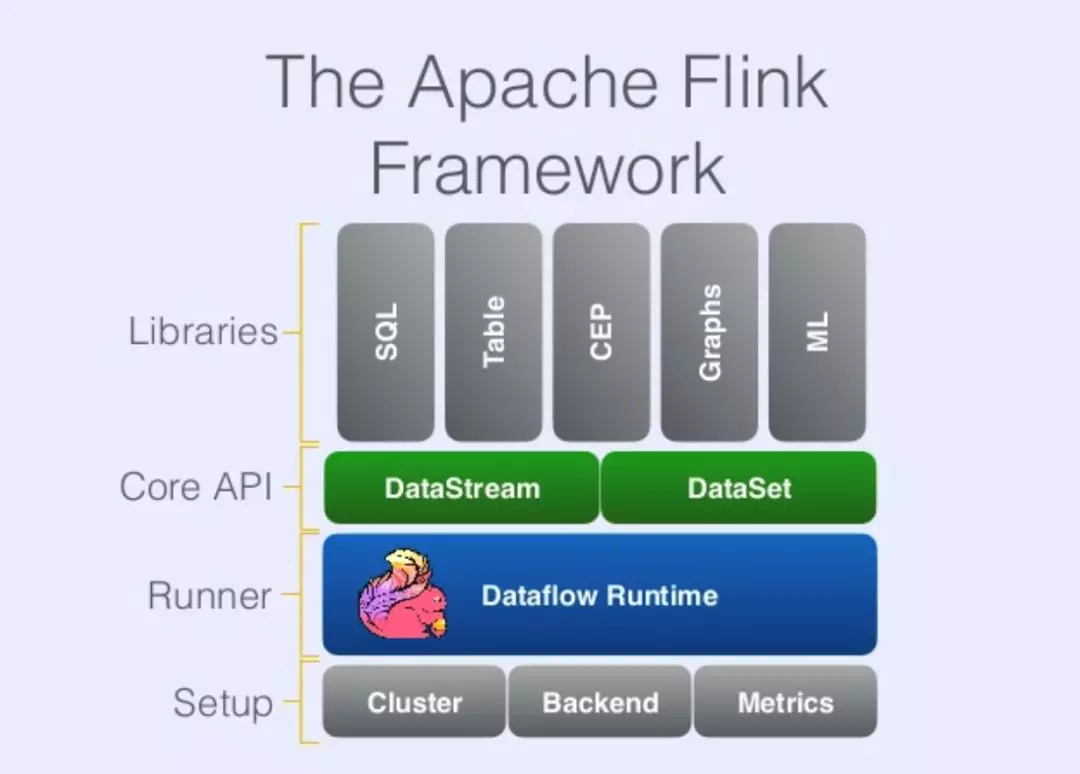 The Apache Flink
Framework
Libraries
SQL
Table
CEP
Graphs
ML
Core API
DataStream
DataSet
Runner
Dataflow Runtime
Setup
Cluster
Backend
Metrics